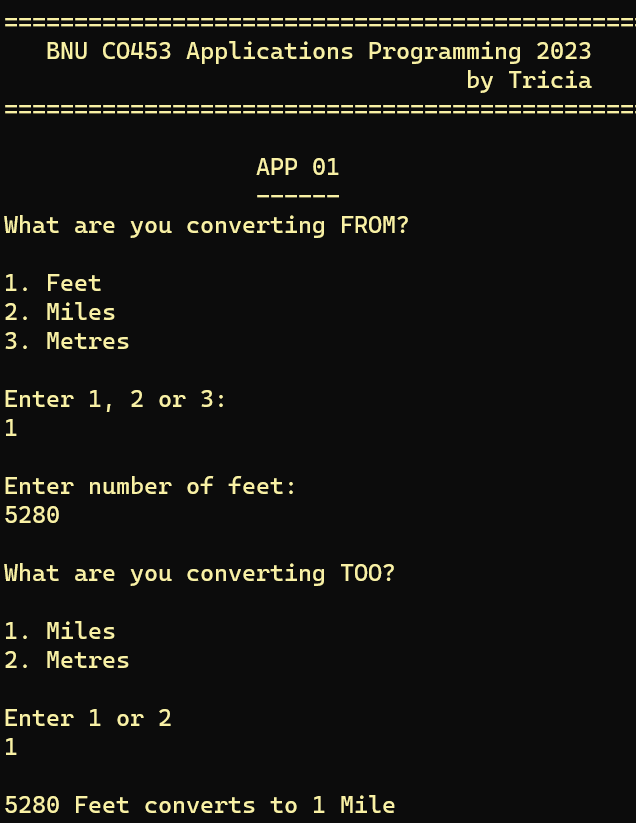 ==============================================
BNU CO453 Applications Programming 2023
by Tricia
==============================================
APP 01
------
What are you converting FROM?
1. Feet
2. Miles
3. Metres
Enter 1, 2 or 3:
1
Enter number of feet:
5280
What are you converting TOO?
1. Miles
2. Metres
Enter 1 or 2
1
5280 Feet converts to 1 Mile